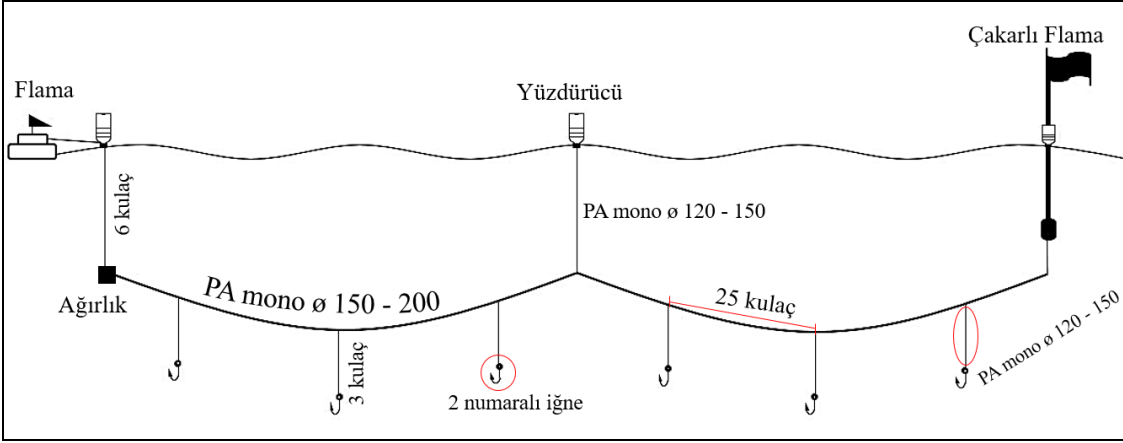 Çakarlı Flama
Flama
Yüzdürücü
6 kulaç
PA mono ø 120 - 150
Ağırlık
PA mono ø 150 - 200
25 kulaç
3 kulaç
2 numaralı iğne
PA mono ø 120 - 150